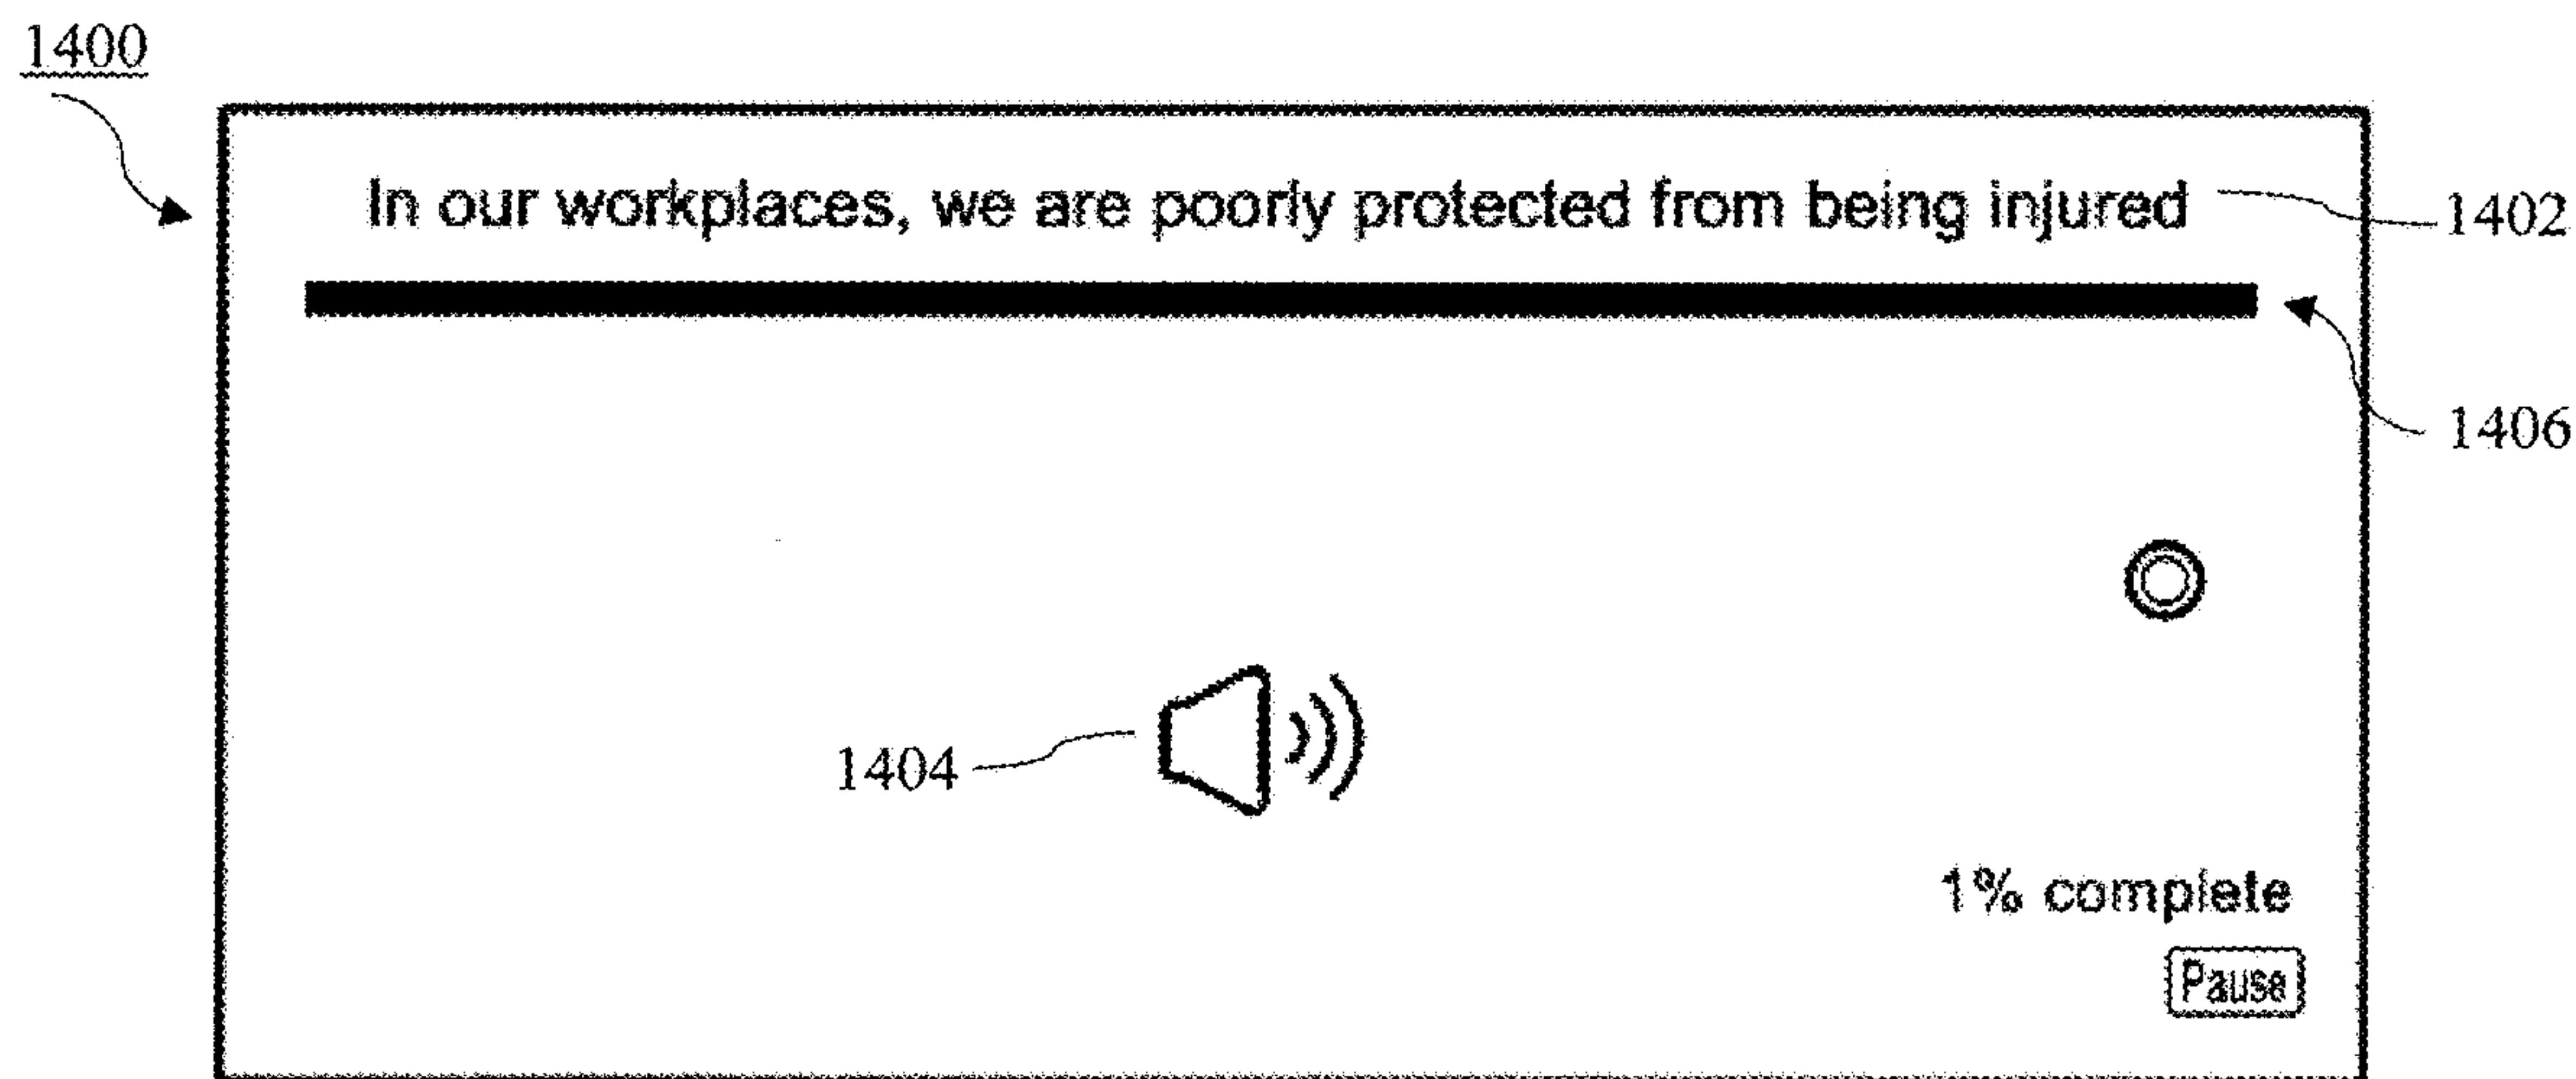 1400
In our workplaces, we are poorly protected from being injured
1402
1406
1404
1% complete
Pause